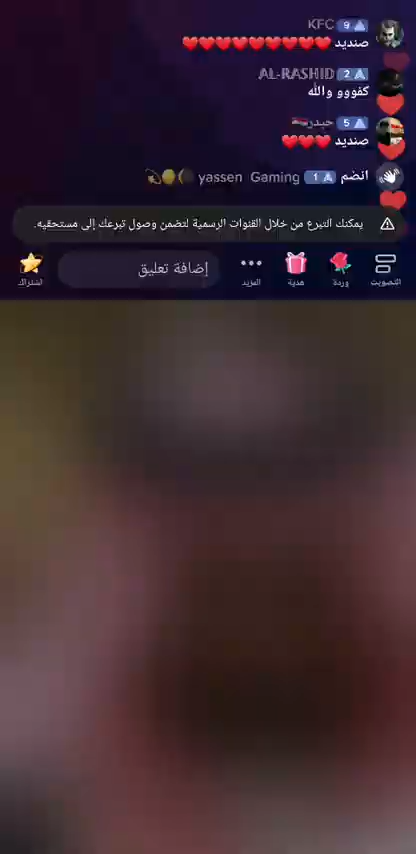 KFC 9
صنديد ❤️❤️❤️❤️❤️❤️❤️❤️❤️
AL-RASHID 2
كفووو والله
حيدر 5
صنديد ❤️❤️❤️
انضم 1 yassen Gaming
يمكنك التبرع من خلال القنوات الرسمية لتضمن وصول تبرعك إلى مستحقيه.
إضافة تعليق
التصويت وردة هدية المزيد اشتراك